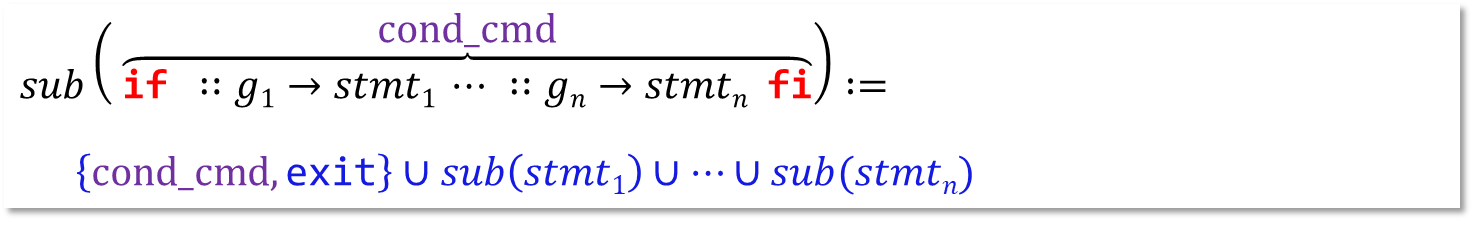 cond_cmd
sub ( if :: g₁ → stmt₁ ⋯ :: gₙ → stmtₙ fi ) :=
{cond_cmd, exit} ∪ sub(stmt₁) ∪ ⋯ ∪ sub(stmtₙ)